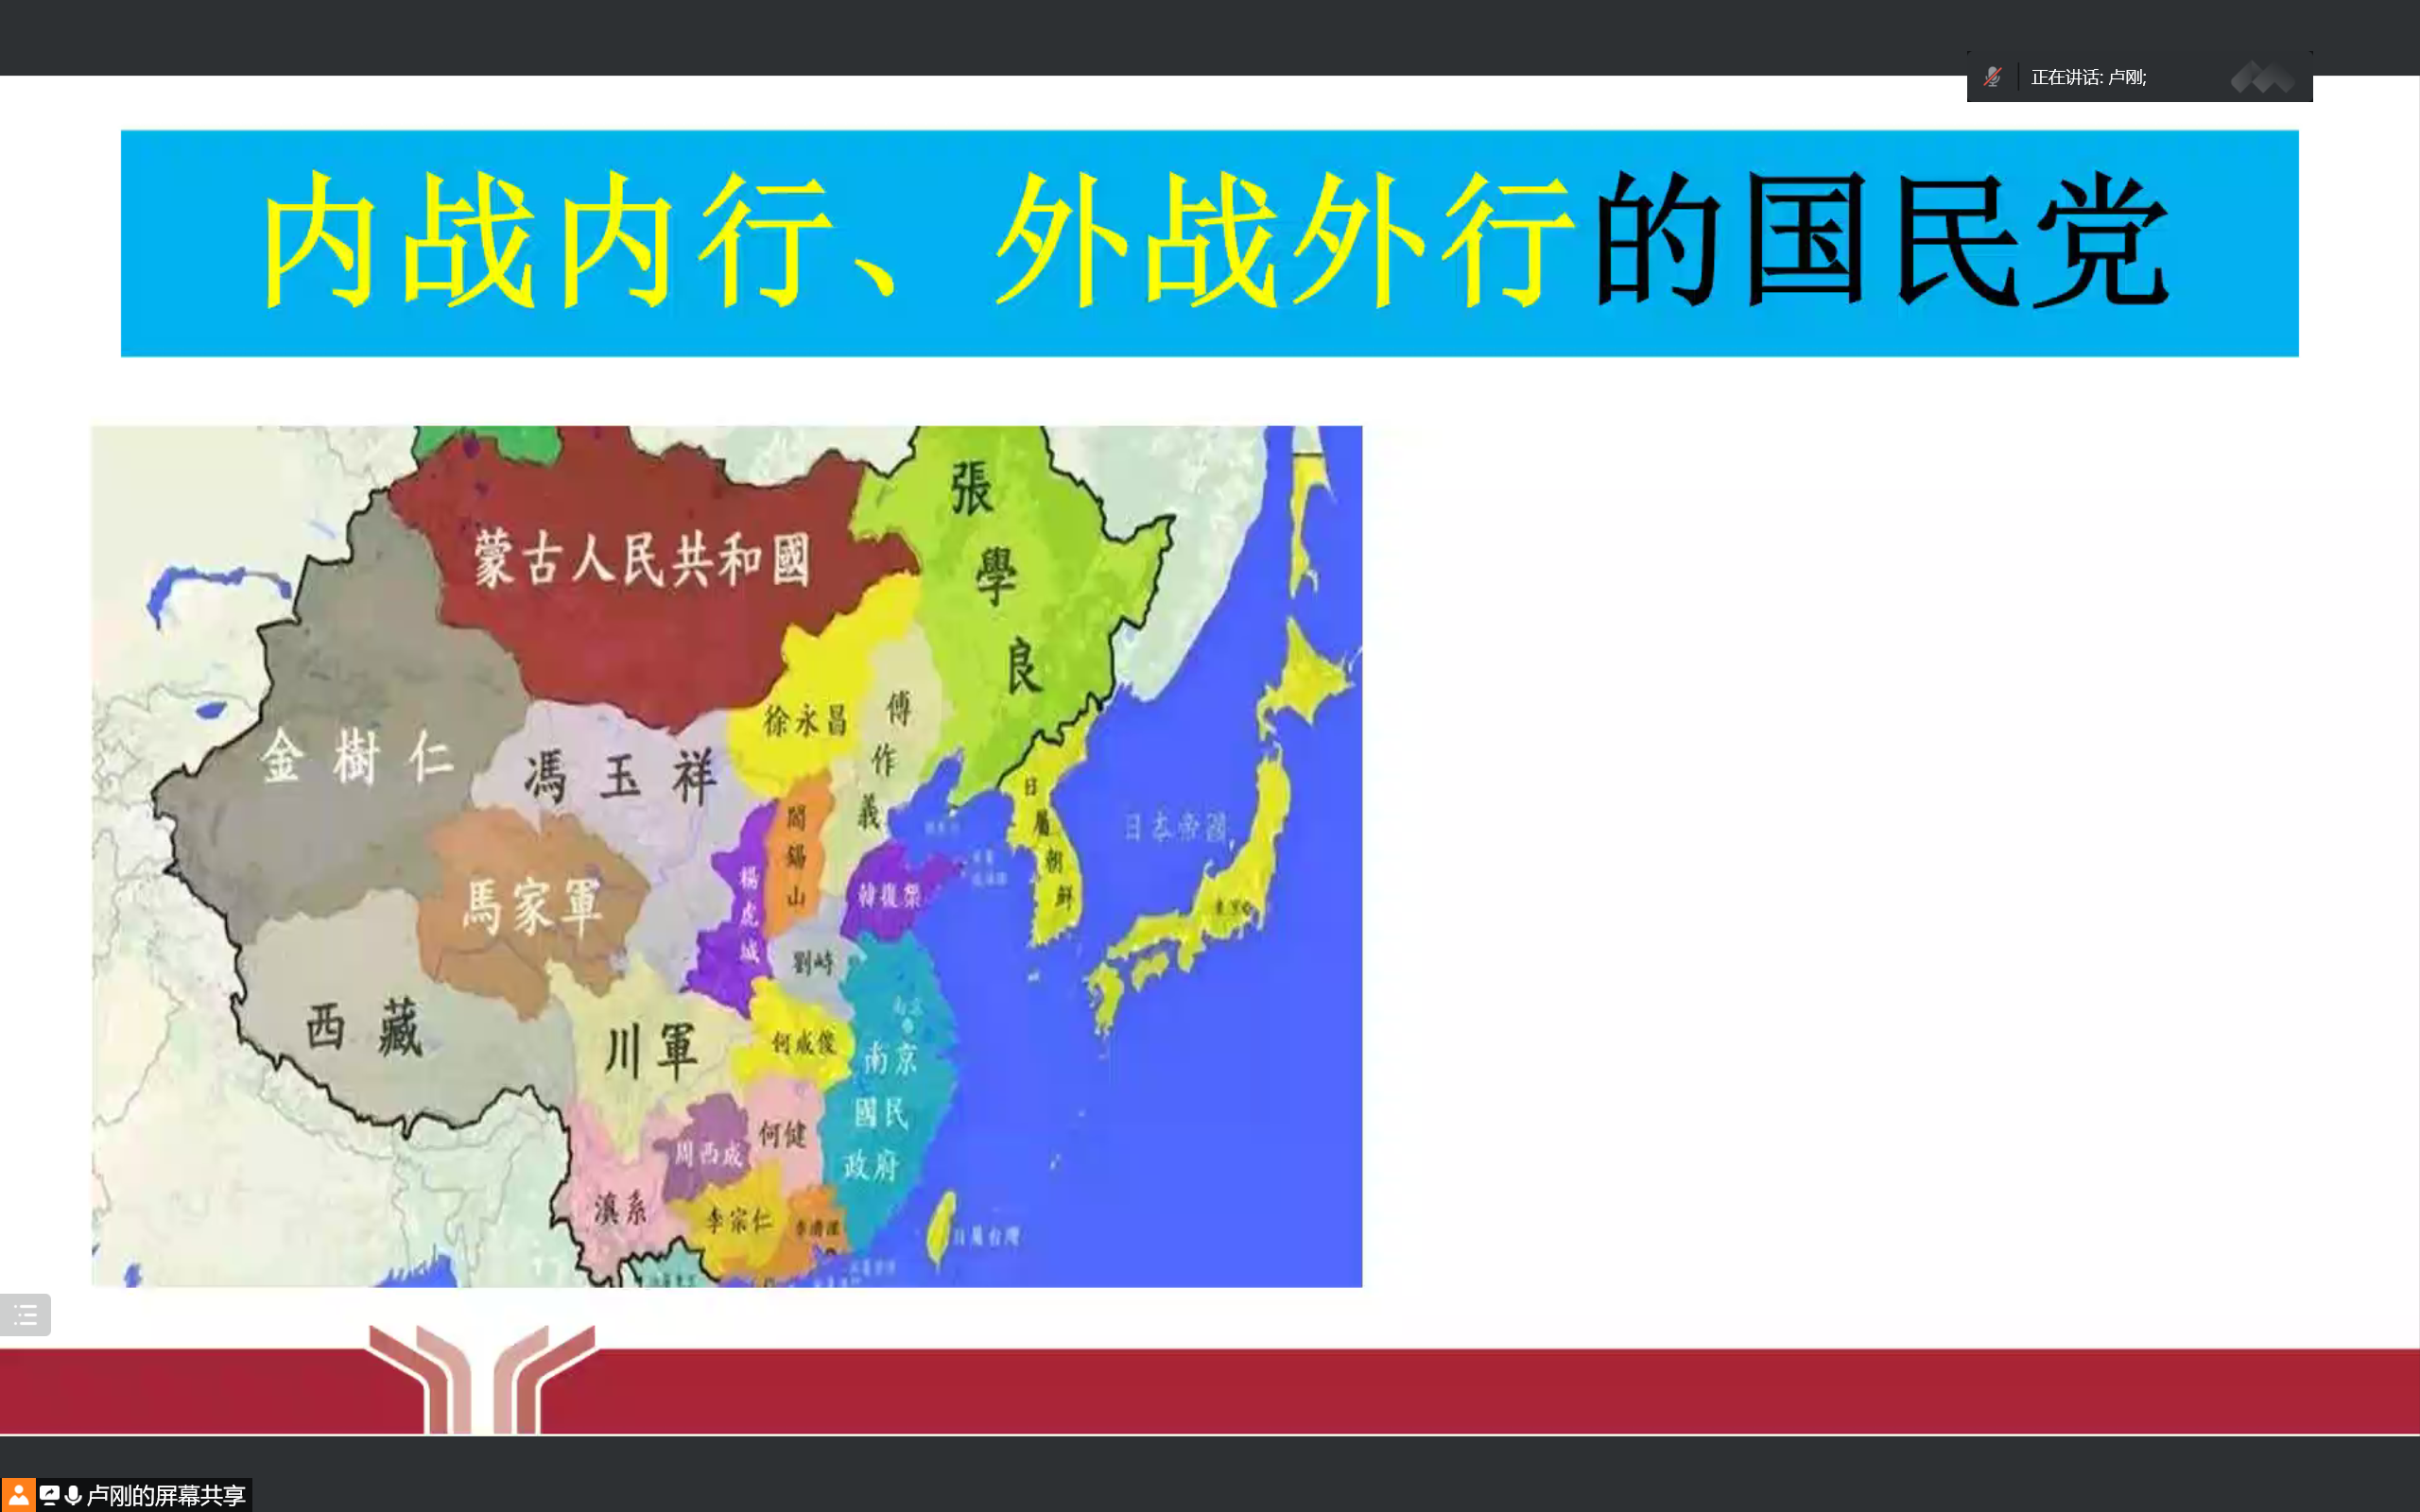 正在讲话: 卢刚;
内战内行、外战外行的国民党
張學良
蒙古人民共和國
徐永昌
傅作義
金樹仁
馮玉祥
閻錫山
日屬朝鮮
日本帝國
馬家軍
楊虎城
韓復榘
東京
劉峙
西藏
川軍
何成俊
南京
南京國民政府
周西成
何健
滇系
李宗仁
李濟深
日屬台灣
卢刚的屏幕共享